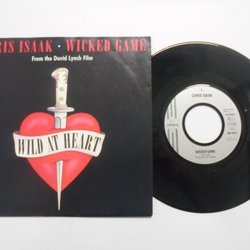 RIS ISAAK · WICKED GAME
From the David Lynch Film
WILD AT HEART
CHRIS ISAAK
WICKED GAME